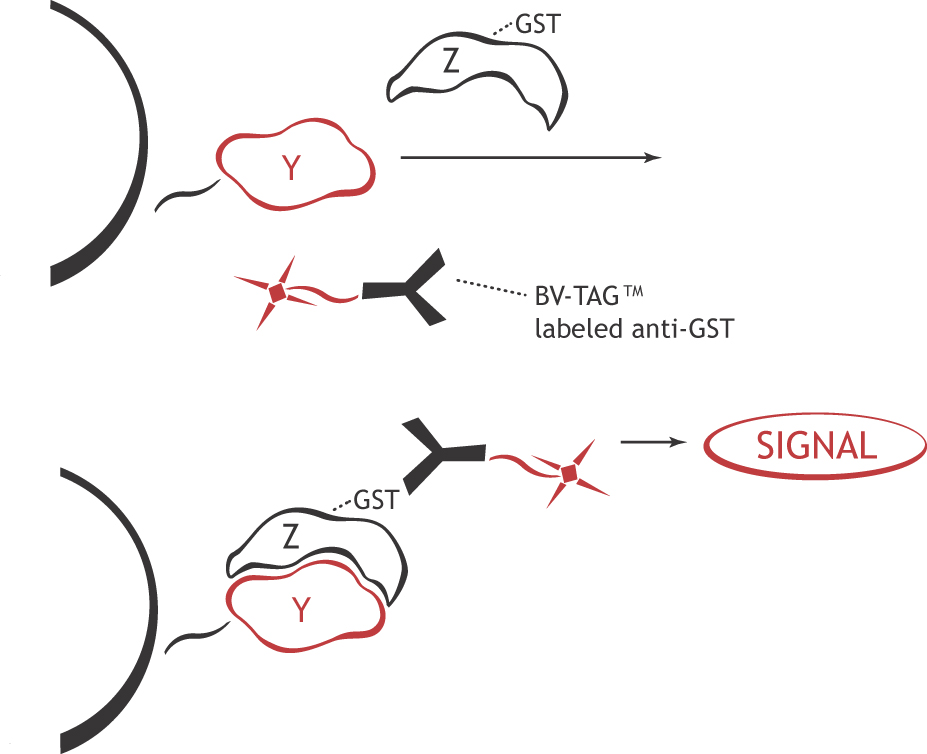 GST
Z
Y
BV-TAG™
labeled anti-GST
SIGNAL
GST
Z
Y